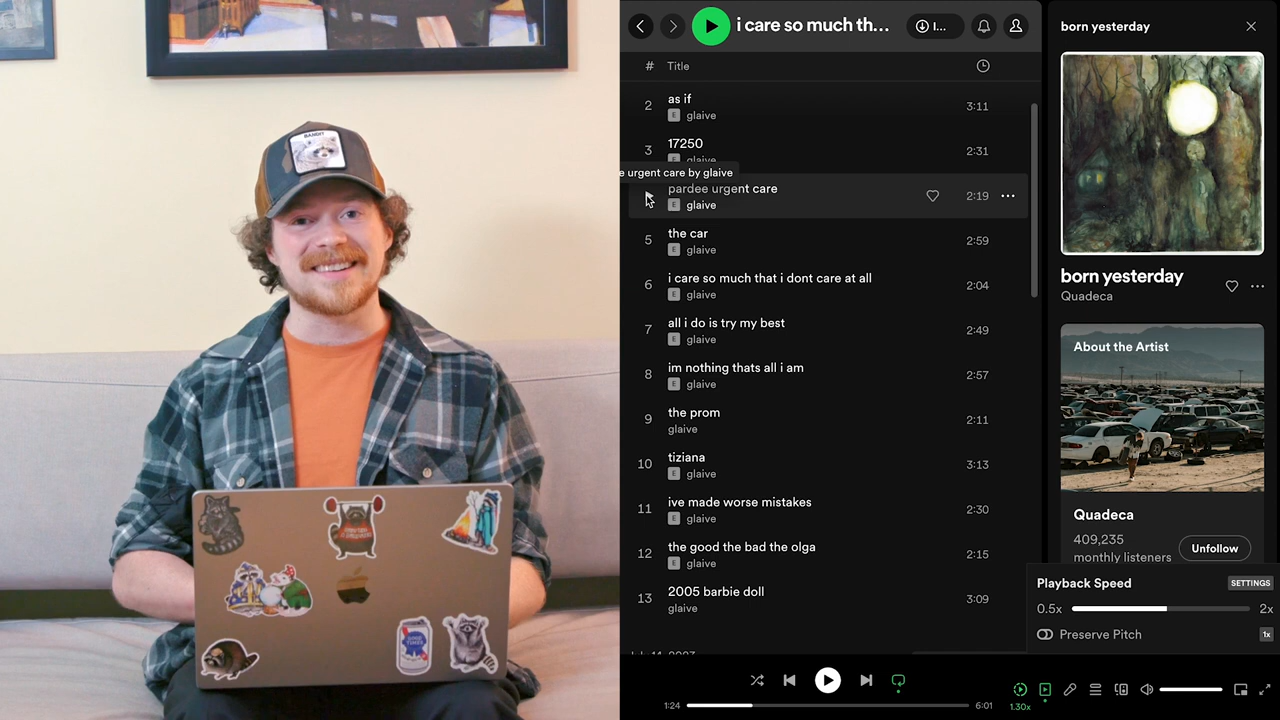 BANDIT
GOOD
TIMES
i care so much th...
I...
born yesterday
# Title
2 as if 3:11
E glaive
3 17250 2:31
E glaive
e urgent care by glaive
pardee urgent care 2:19
E glaive
5 the car 2:59
E glaive
6 i care so much that i dont care at all 2:04
E glaive
7 all i do is try my best 2:49
E glaive
8 im nothing thats all i am 2:57
E glaive
9 the prom 2:11
glaive
10 tiziana 3:13
E glaive
11 ive made worse mistakes 2:30
E glaive
12 the good the bad the olga 2:15
E glaive
13 2005 barbie doll 3:09
glaive
born yesterday
Quadeca
About the Artist
Quadeca
409,235
monthly listeners
Unfollow
Playback Speed SETTINGS
0.5x 2x
Preserve Pitch 1x
1:24 6:01
1.30x